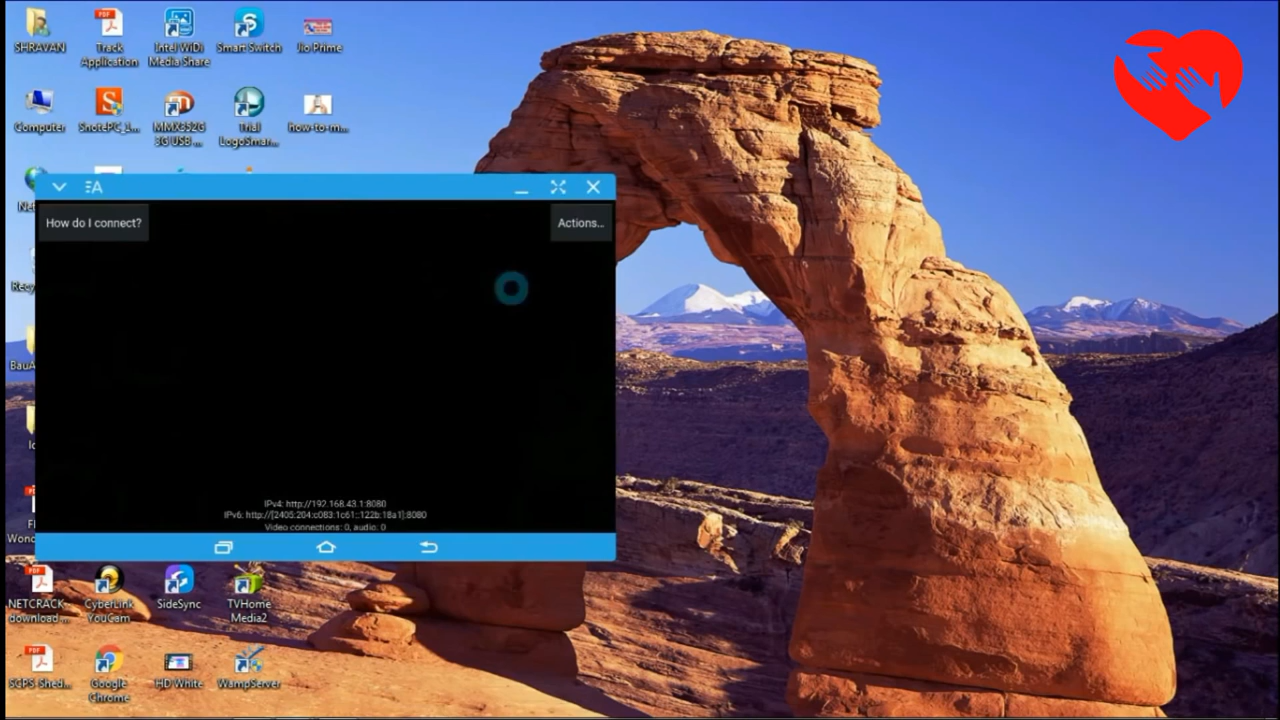 SHRAVAN
Track
Application
Intel WiDi
Media Share
Smart Switch
Jio Prime
Computer
MMX352G
3G USB ...
Trial
LogoSmar...
how-to-m...
How do I connect?
Actions...
IPv4: http://192.168.43.1:8080
IPv6: http://[2405:204:c083:1c61::122b:18a1]:8080
Video connections: 0, audio: 0
NETCRACK-
download...
CyberLink
YouCam
SideSync
TVHome
Media2
SCPS-Shed...
Google
Chrome
HD White
WampServer